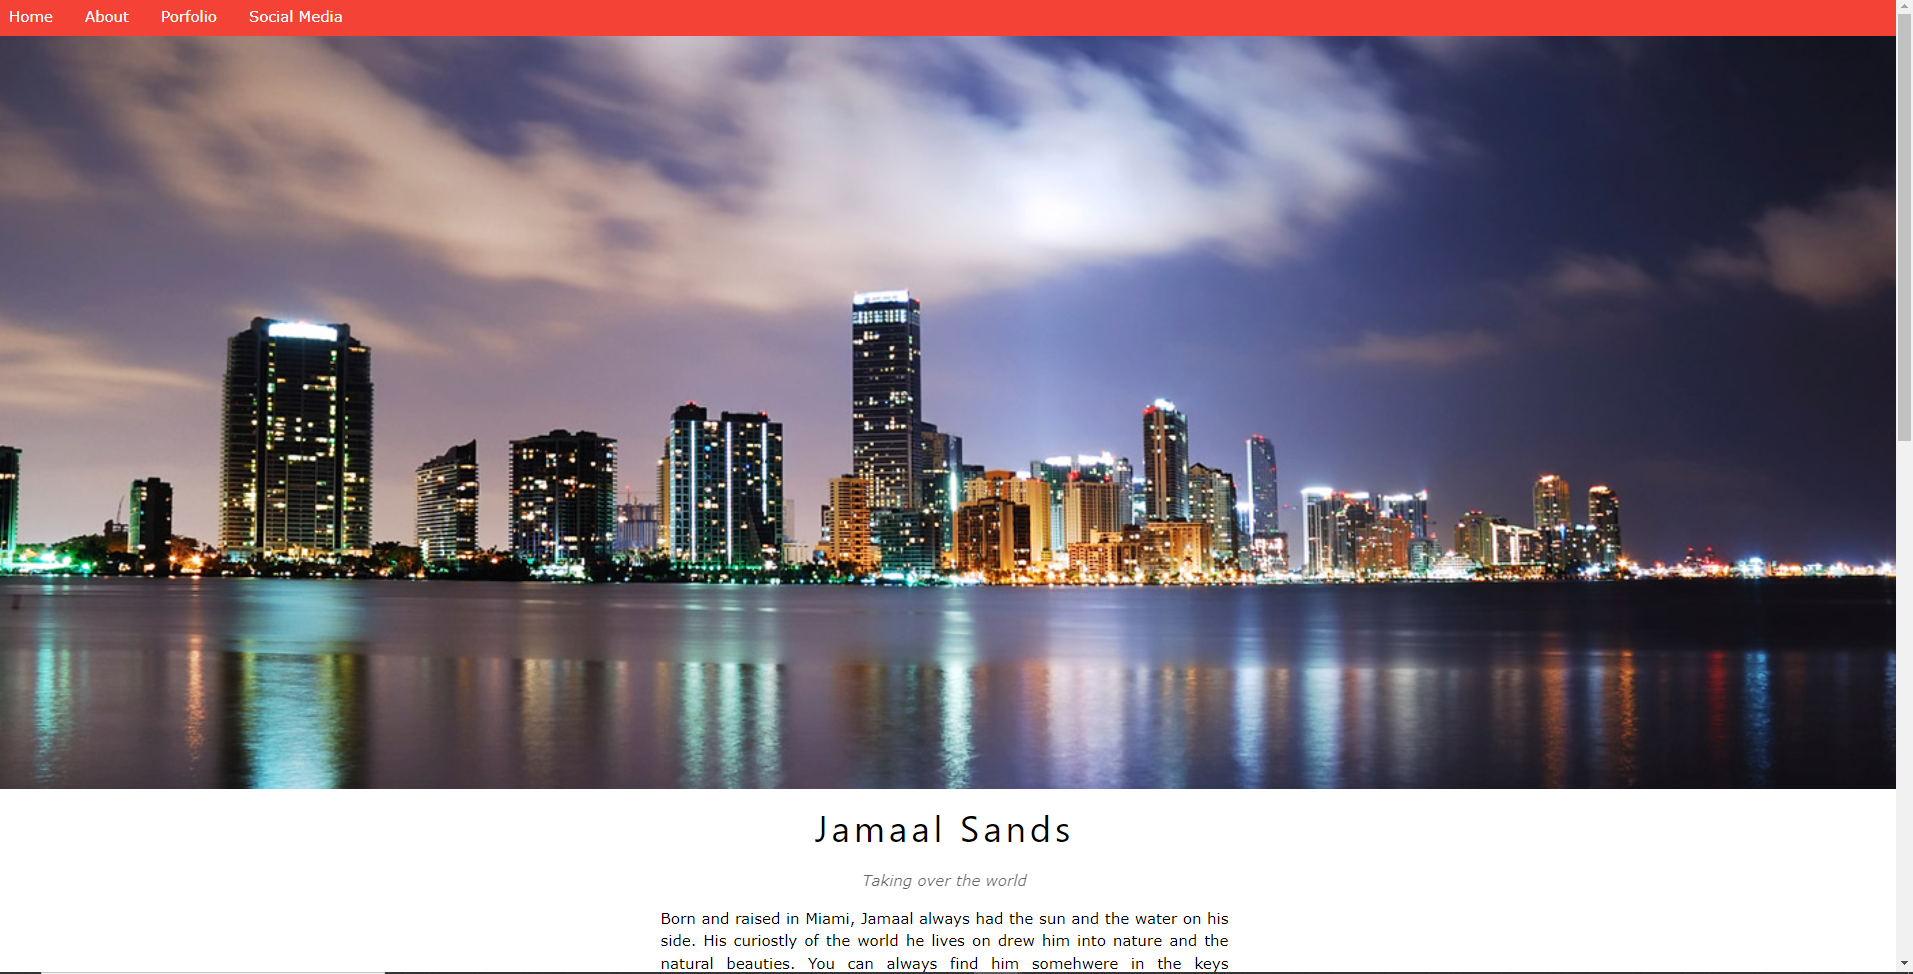 Home About Porfolio Social Media
Jamaal Sands
Taking over the world
Born and raised in Miami, Jamaal always had the sun and the water on his
side. His curiostly of the world he lives on drew him into nature and the
natural beauties. You can always find him somehwere in the keys